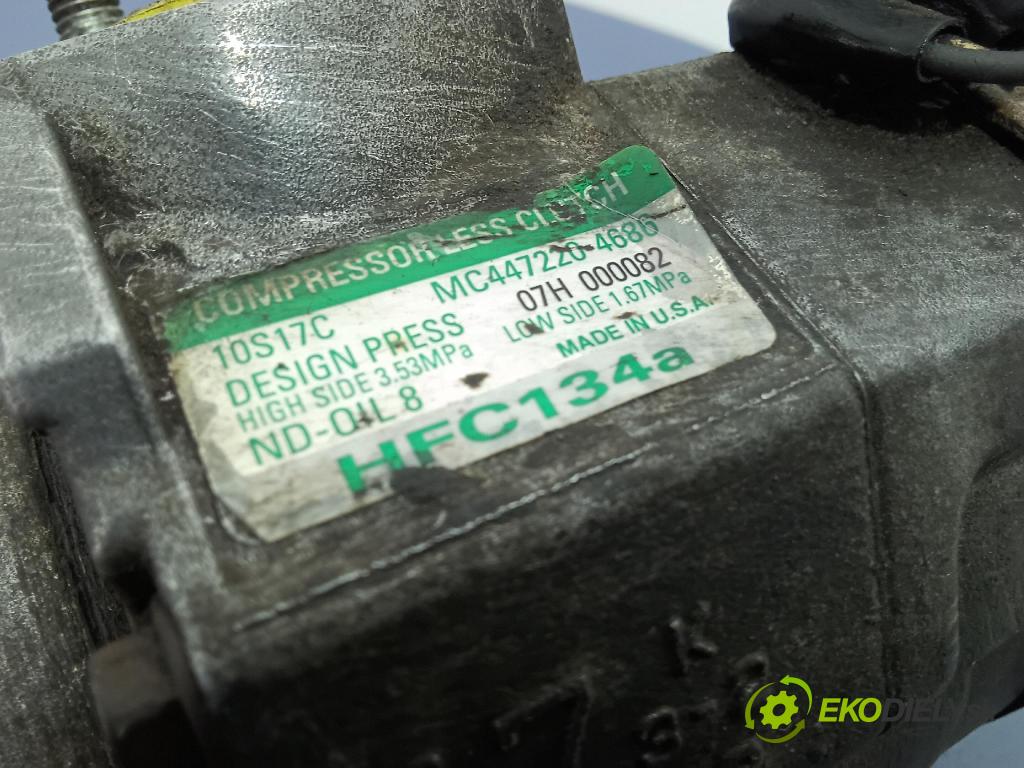 COMPRESSOR LESS CLUTCH
10S17C MC447220-4686
DESIGN PRESS 07H 000082
HIGH SIDE 3.53MPa LOW SIDE 1.67MPa
ND-OIL 8 MADE IN U.S.A.
HFC134a
EKODIELY